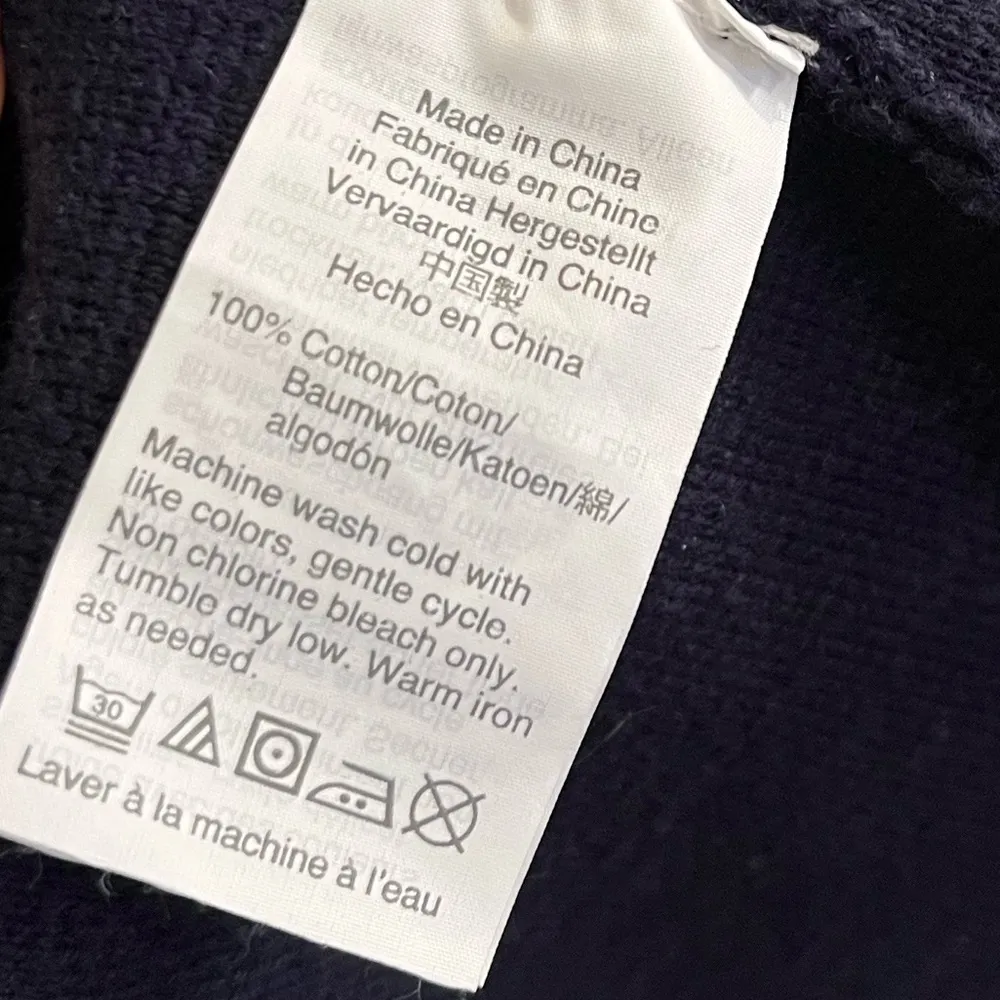 Made in China
Fabriqué en Chine
in China Hergestellt
Vervaardigd in China
中国製
Hecho en China
100% Cotton/Coton/
Baumwolle/Katoen/綿/
algodón
Machine wash cold with
like colors, gentle cycle.
Non chlorine bleach only.
Tumble dry low. Warm iron
as needed.
30
Laver à la machine à l'eau